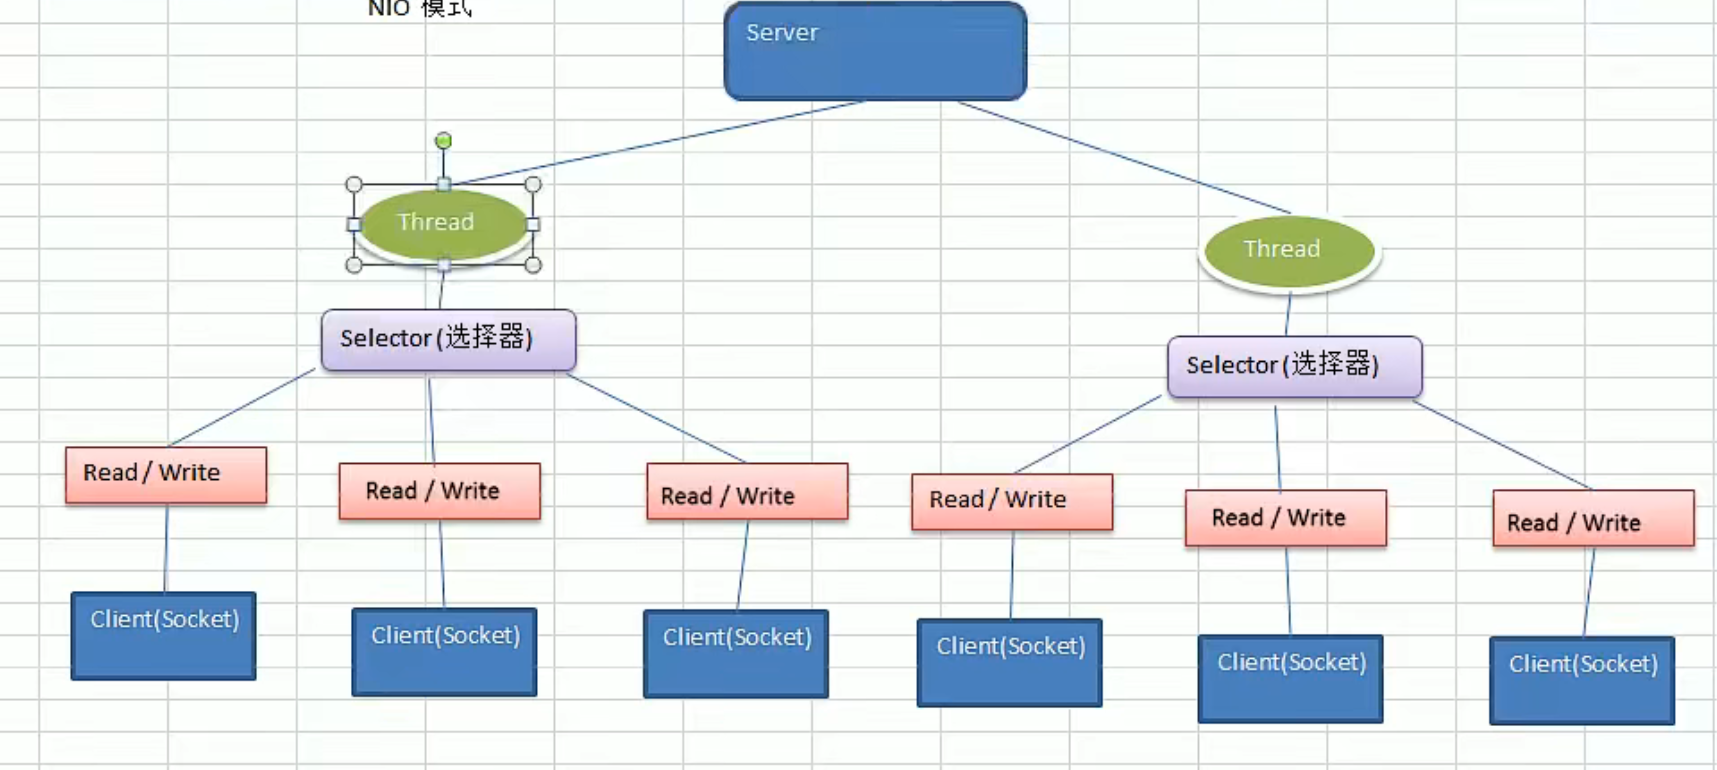 NIO 模式
Server
Thread
Thread
Selector(选择器)
Selector(选择器)
Read / Write
Read / Write
Read / Write
Read / Write
Read / Write
Read / Write
Client(Socket)
Client(Socket)
Client(Socket)
Client(Socket)
Client(Socket)
Client(Socket)